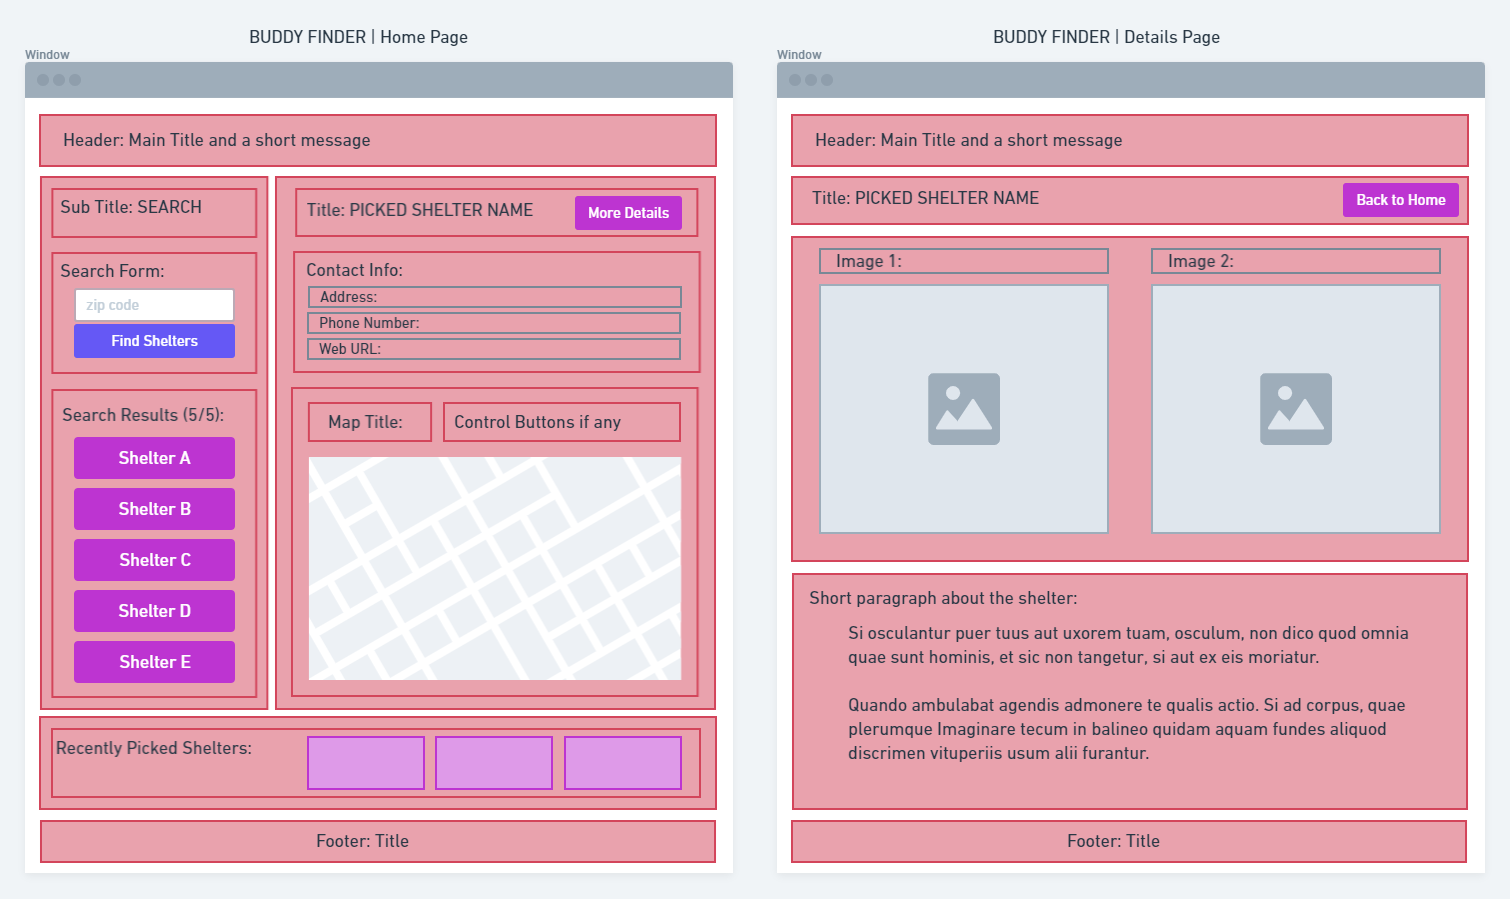 BUDDY FINDER | Home Page
Window
Header: Main Title and a short message
Sub Title: SEARCH
Search Form:
zip code
Find Shelters
Search Results (5/5):
Shelter A
Shelter B
Shelter C
Shelter D
Shelter E
Title: PICKED SHELTER NAME
More Details
Contact Info:
Address:
Phone Number:
Web URL:
Map Title:
Control Buttons if any
Recently Picked Shelters:
Footer: Title
BUDDY FINDER | Details Page
Window
Header: Main Title and a short message
Title: PICKED SHELTER NAME
Back to Home
Image 1:
Image 2:
Short paragraph about the shelter:
Si osculantur puer tuus aut uxorem tuam, osculum, non dico quod omnia
quae sunt hominis, et sic non tangetur, si aut ex eis moriatur.
Quando ambulabat agendis admonere te qualis actio. Si ad corpus, quae
plerumque Imaginare tecum in balineo quidam aquam fundes aliquod
discrimen vituperiis usum alii furantur.
Footer: Title